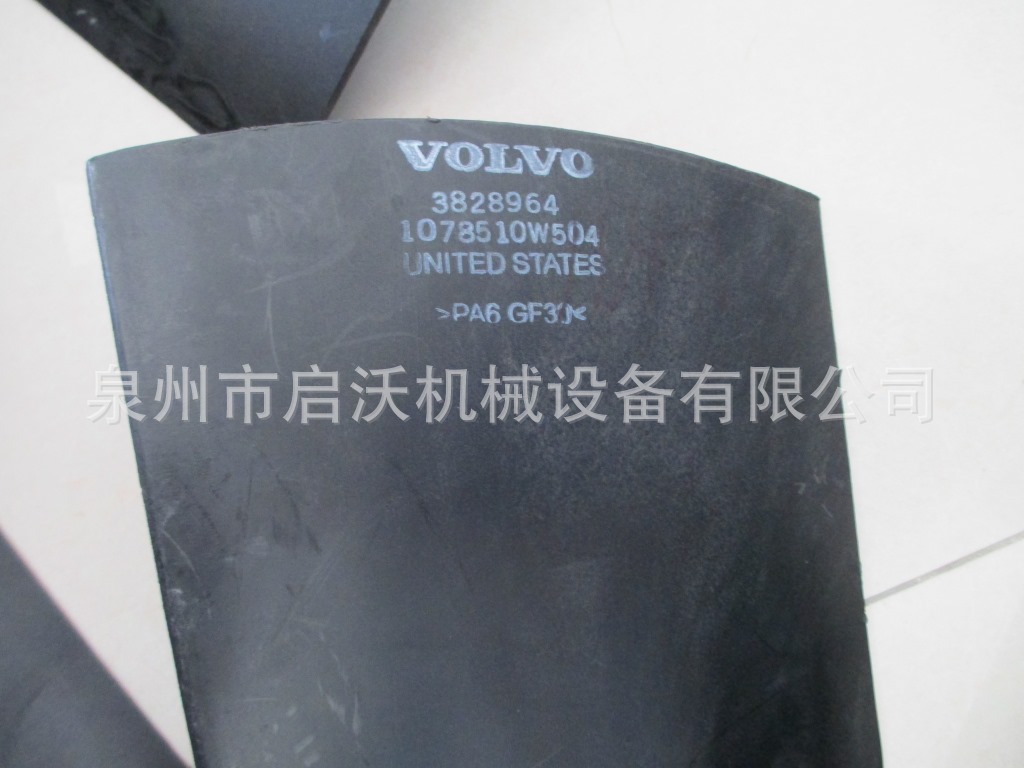 VOLVO
3828964
1078510W504
UNITED STATES
>PA6 GF30<
泉州市启沃机械设备有限公司